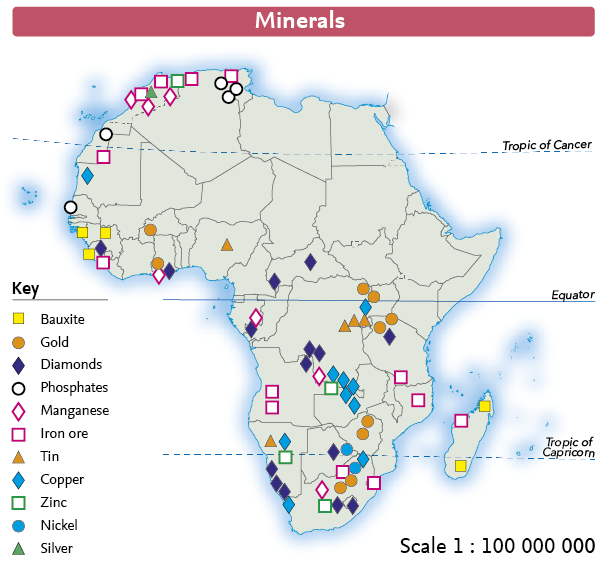 Minerals
Tropic of Cancer
Equator
Tropic of
Capricorn
Key
Bauxite
Gold
Diamonds
Phosphates
Manganese
Iron ore
Tin
Copper
Zinc
Nickel
Silver
Scale 1 : 100 000 000